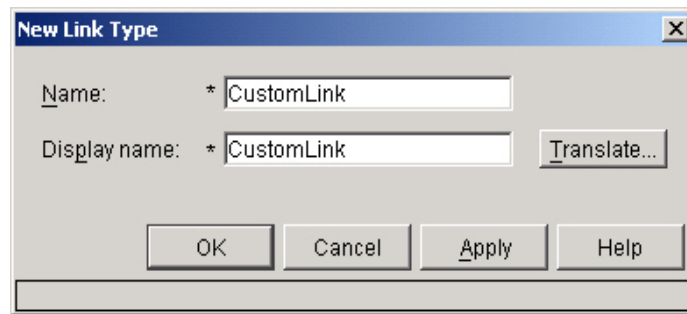 New Link Type
Name: * CustomLink
Display name: * CustomLink Translate...
OK Cancel Apply Help